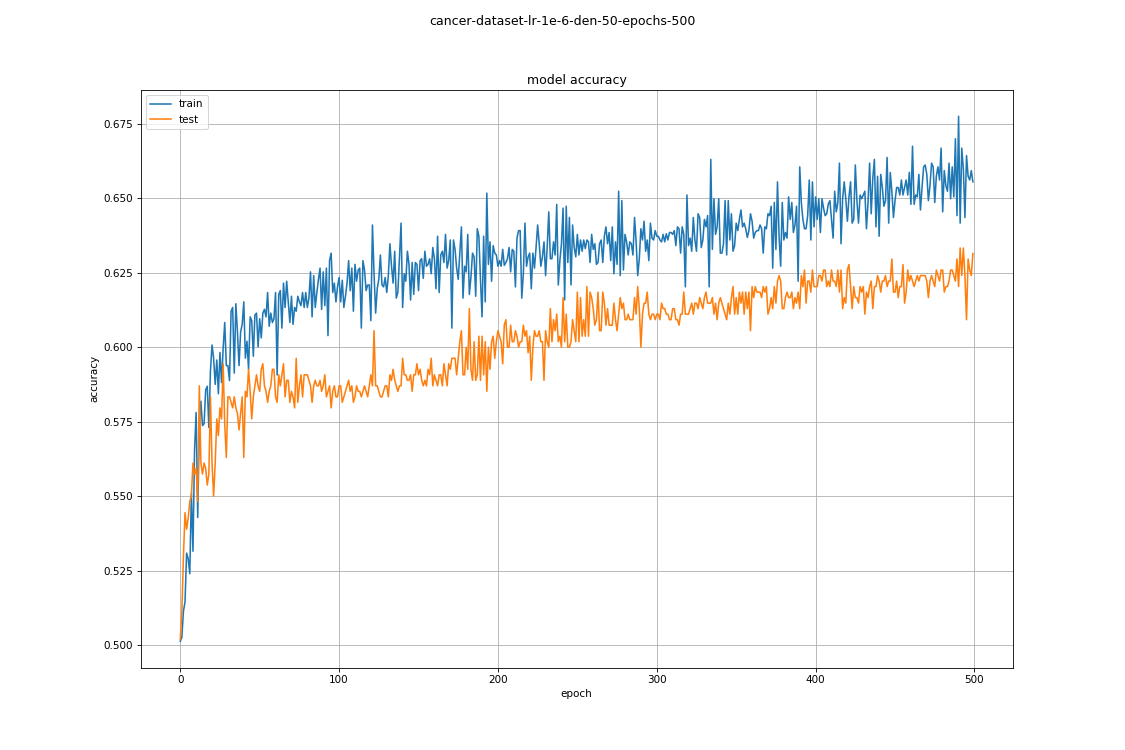 cancer-dataset-lr-1e-6-den-50-epochs-500
model accuracy
train
test
0.675
0.650
0.625
0.600
0.575
0.550
0.525
0.500
accuracy
0 100 200 300 400 500
epoch